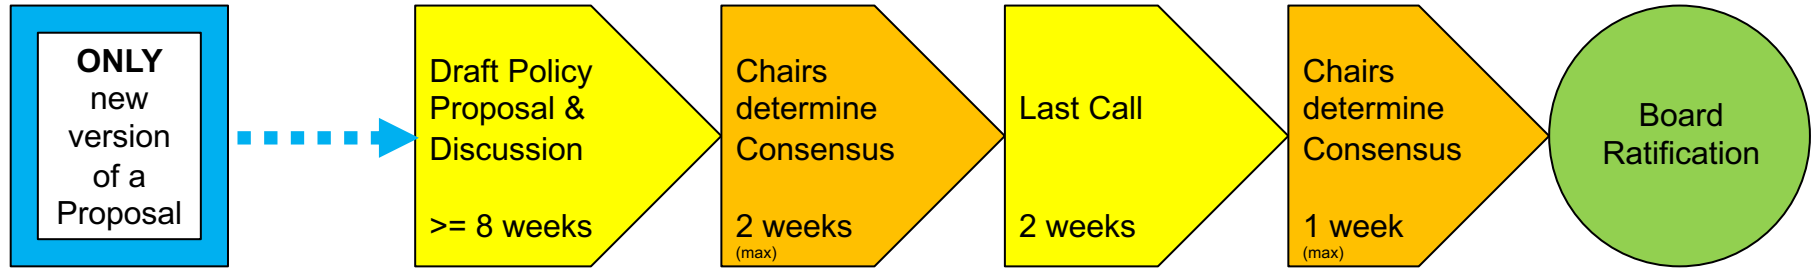 ONLY
new
version
of a
Proposal
Draft Policy
Proposal &
Discussion
>= 8 weeks
Chairs
determine
Consensus
2 weeks
(max)
Last Call
2 weeks
Chairs
determine
Consensus
1 week
(max)
Board
Ratification